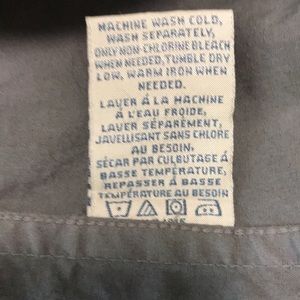 MACHINE WASH COLD,
WASH SEPARATELY,
ONLY NON-CHLORINE BLEACH
WHEN NEEDED, TUMBLE DRY
LOW, WARM IRON WHEN
NEEDED.
LAVER Á LA MACHINE
Á L'EAU FROIDE,
LAVER SÉPARÉMENT,
JAVELLISANT SANS CHLORE
AU BESOIN,
SÉCAR PAR CULBUTAGE Á
BASSE TEMPÉRATURE,
REPASSER Á BASSE
TEMPÉRATURE AU BESOIN